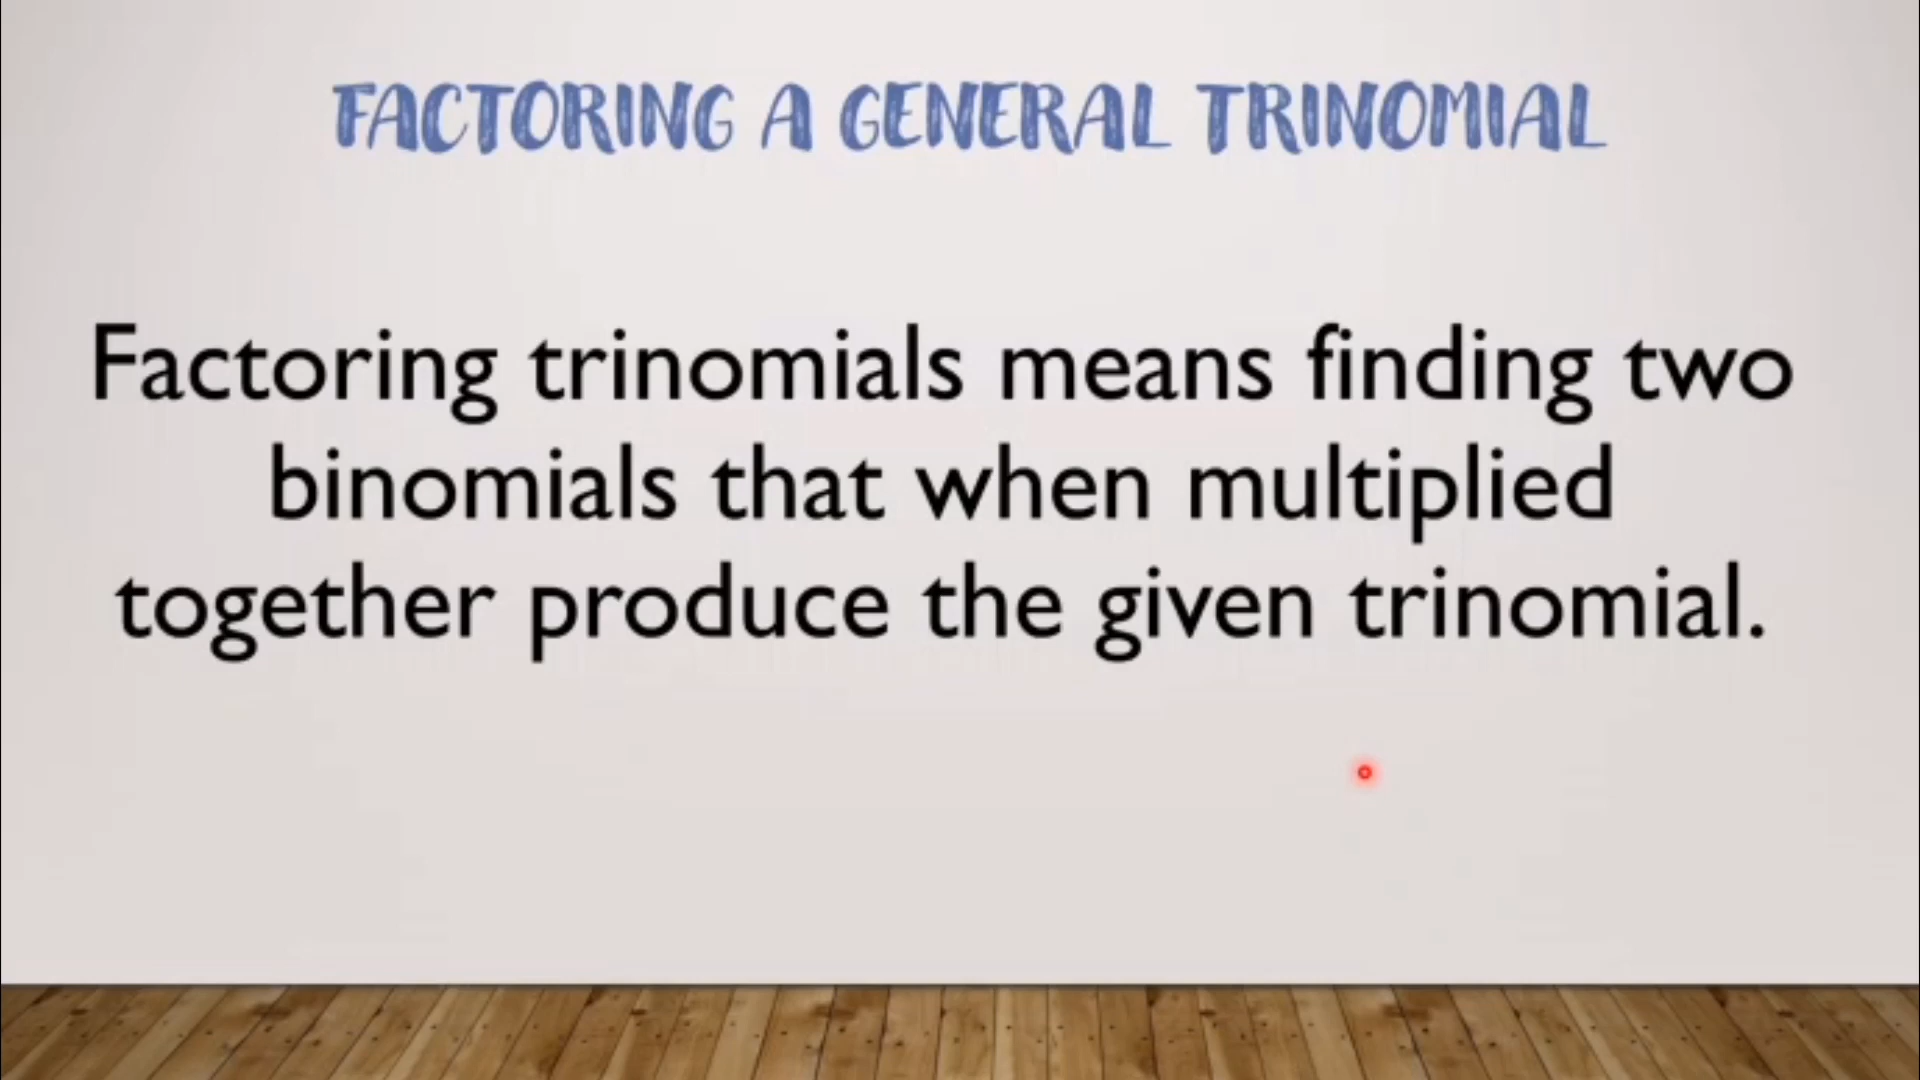 FACTORING A GENERAL TRINOMIAL
Factoring trinomials means finding two
binomials that when multiplied
together produce the given trinomial.